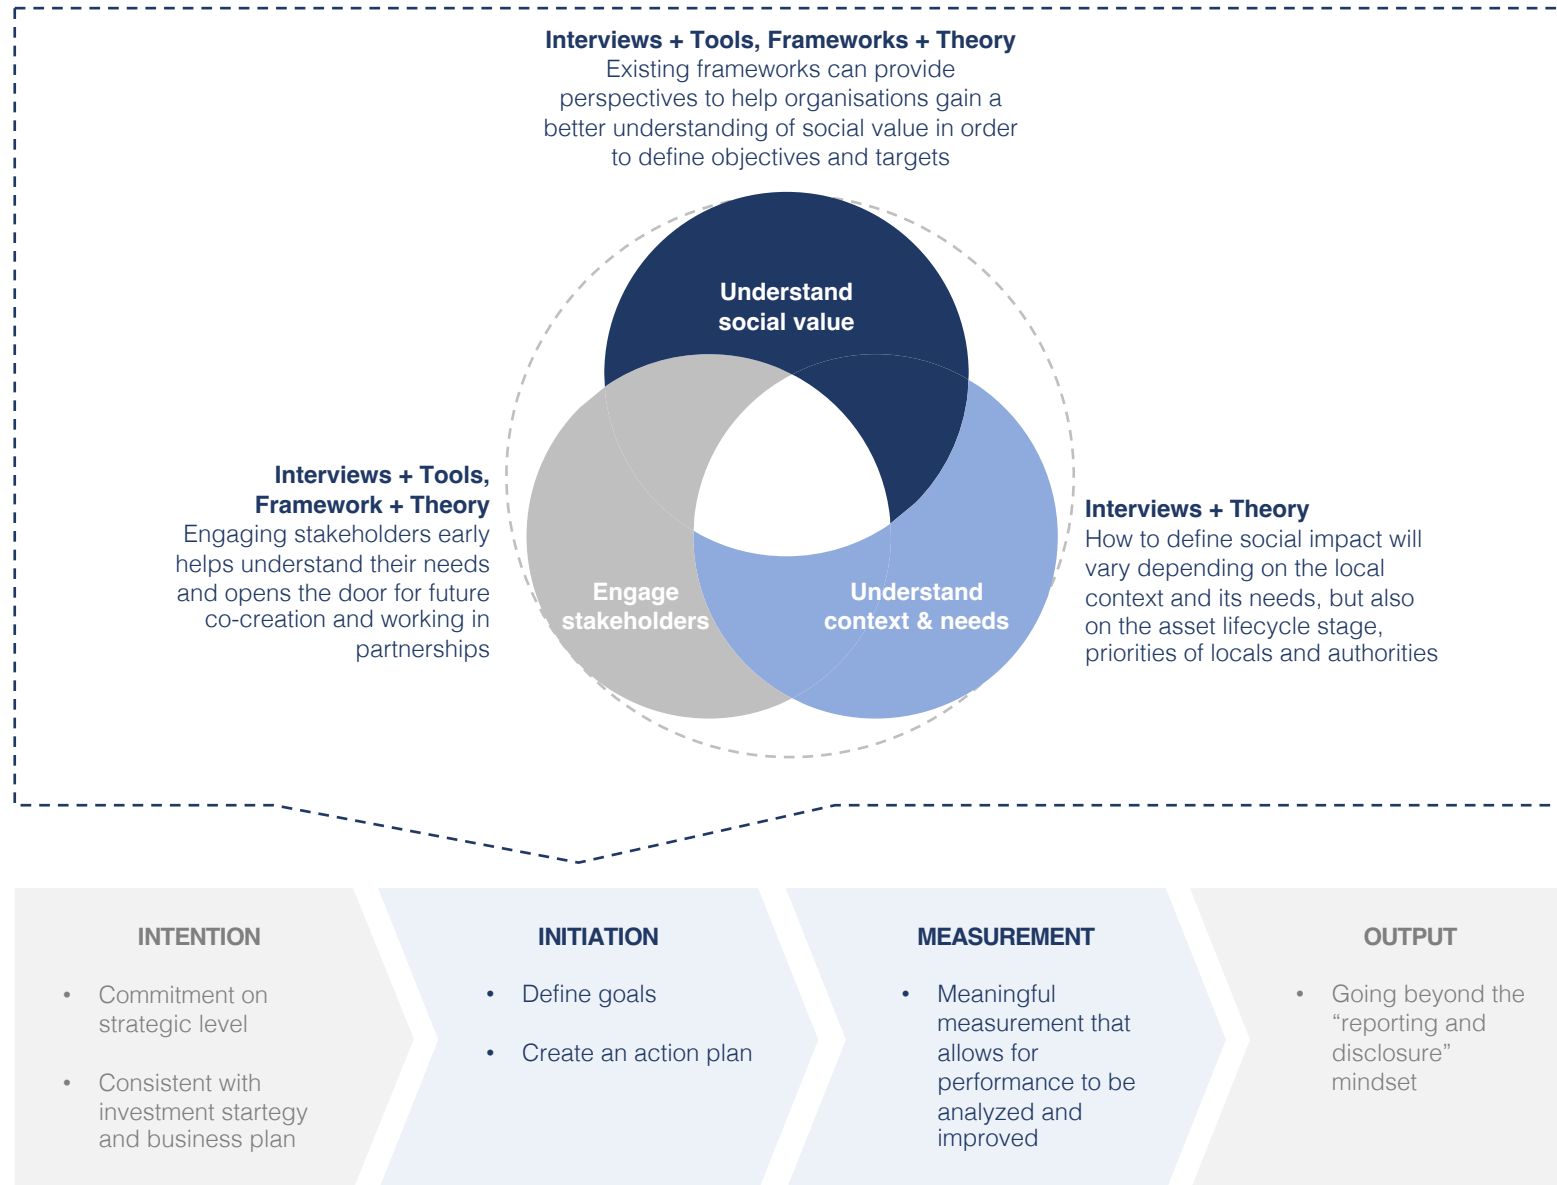 Interviews + Tools, Frameworks + Theory
Existing frameworks can provide
perspectives to help organisations gain a
better understanding of social value in order
to define objectives and targets
Understand
social value
Interviews + Tools,
Framework + Theory
Engaging stakeholders early
helps understand their needs
and opens the door for future
co-creation and working in
partnerships
Engage
stakeholders
Understand
context & needs
Interviews + Theory
How to define social impact will
vary depending on the local
context and its needs, but also
on the asset lifecycle stage,
priorities of locals and authorities
INTENTION
• Commitment on
strategic level
• Consistent with
investment startegy
and business plan
INITIATION
• Define goals
• Create an action plan
MEASUREMENT
• Meaningful
measurement that
allows for
performance to be
analyzed and
improved
OUTPUT
• Going beyond the
“reporting and
disclosure”
mindset